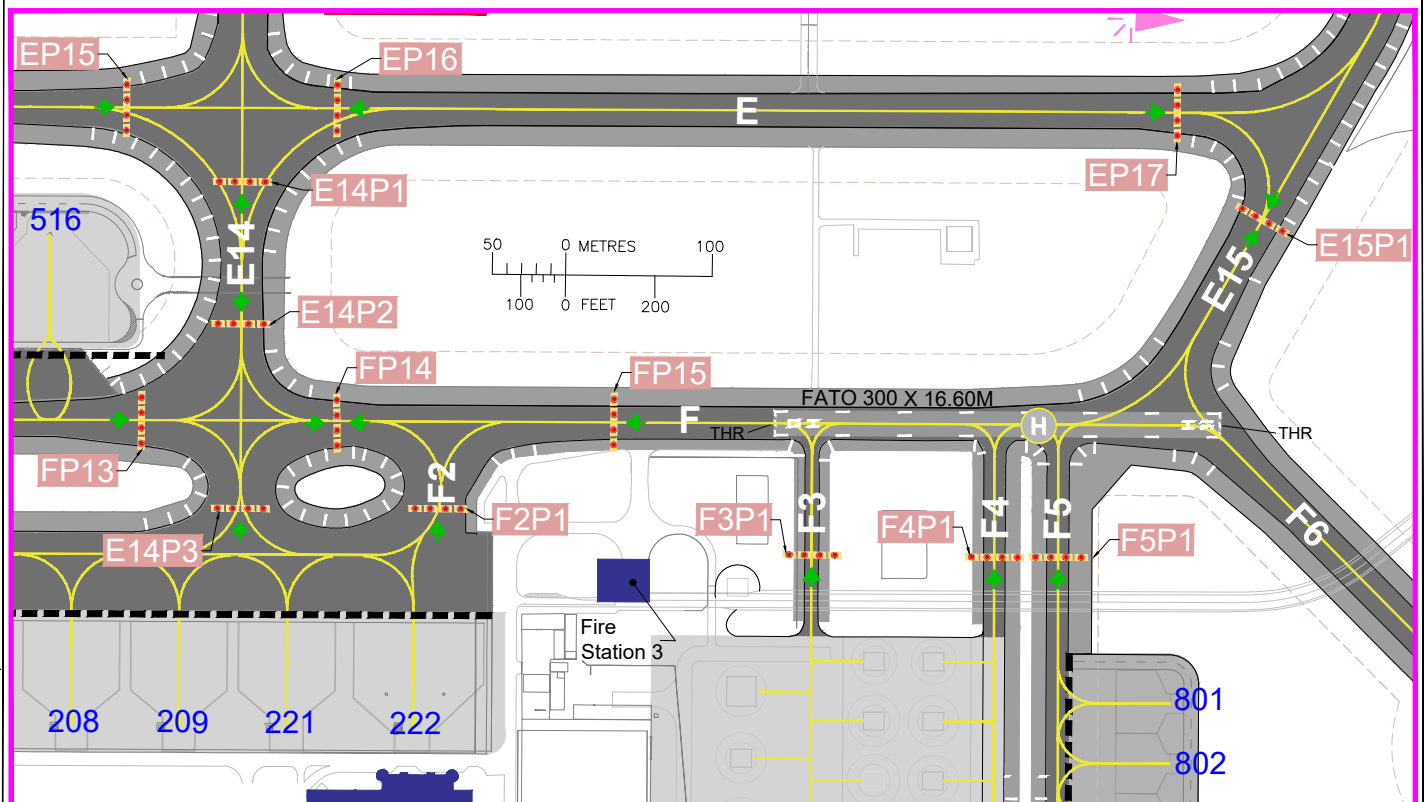 EP15
EP16
E
EP17
E14P1
516
E14
50 0 METRES 100
100 0 FEET 200
E15P1
E15
E14P2
FP14
FP15
FATO 300 X 16.60M
F
THR
H
THR
FP13
F2
F2P1
F3P1
F3
F4P1
F4
F5
F5P1
F6
E14P3
Fire
Station 3
208
209
221
222
801
802